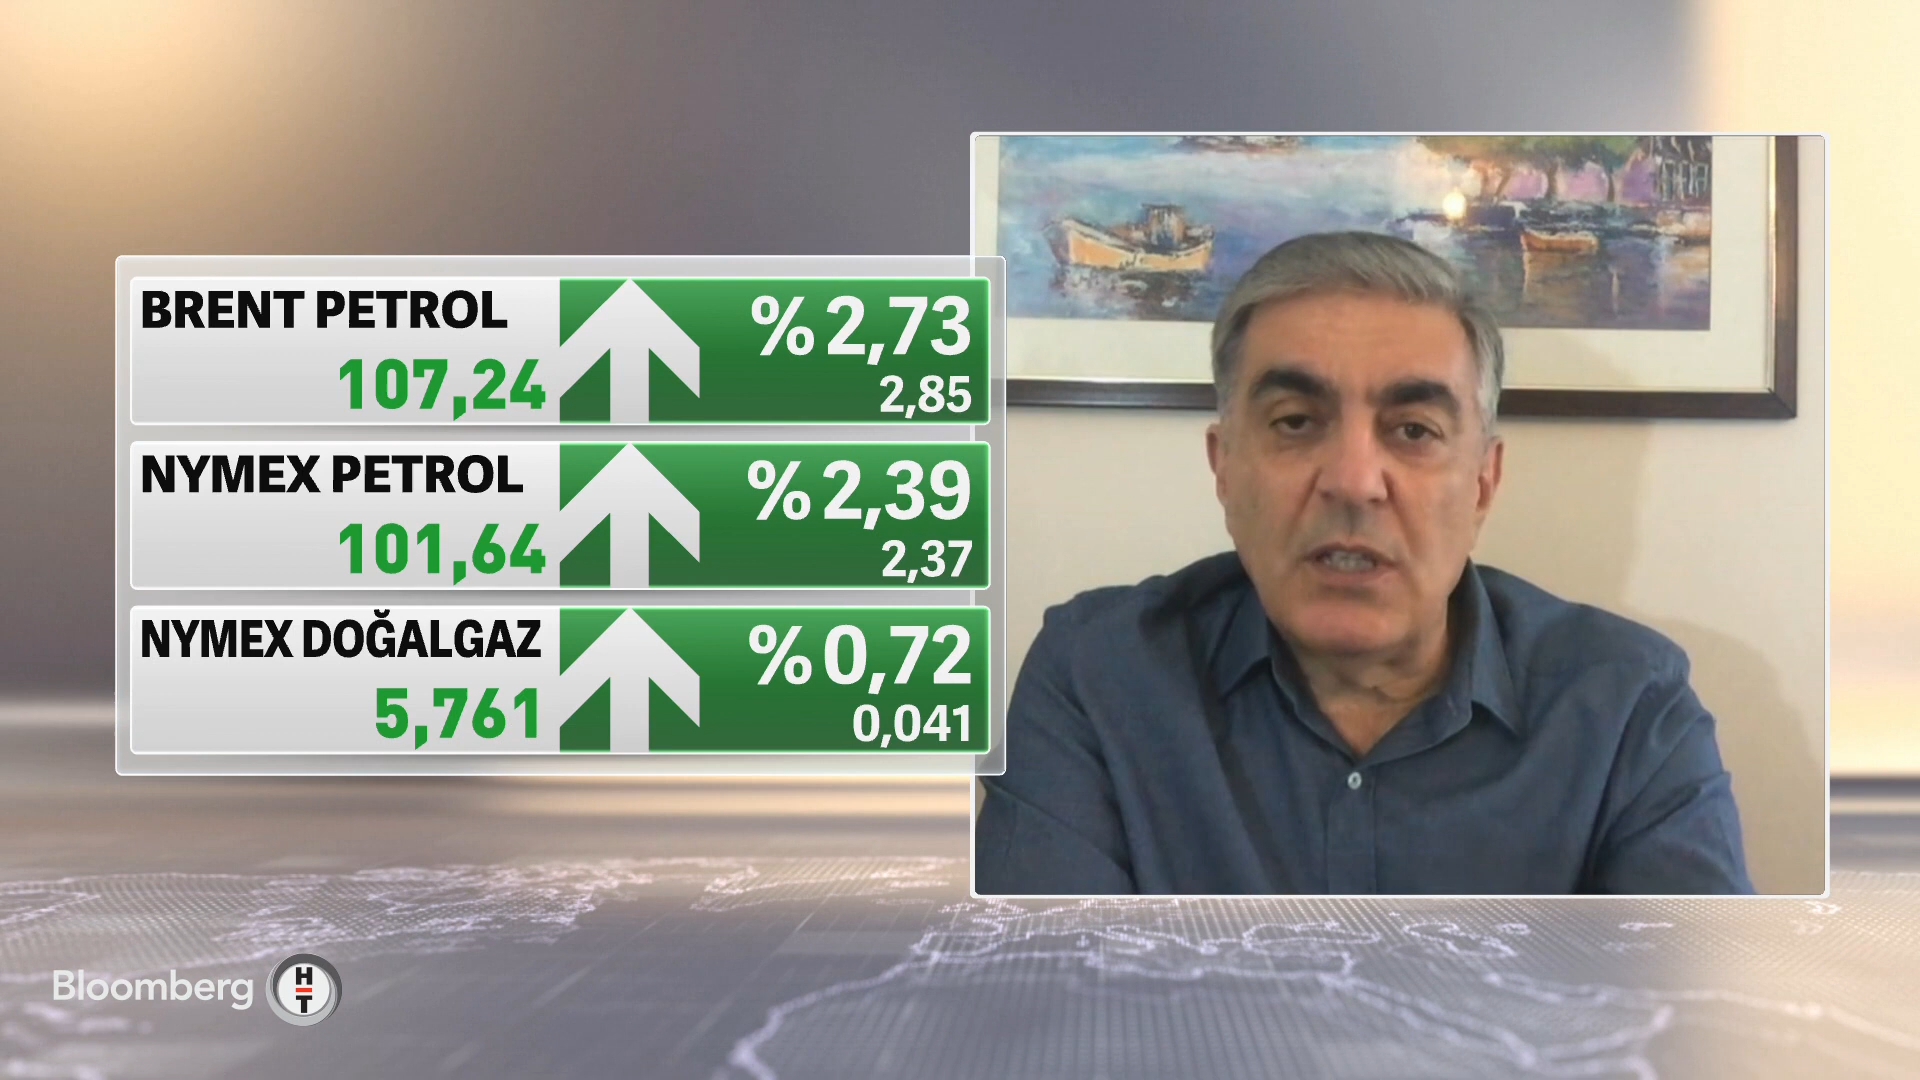 BRENT PETROL
107,24
%2,73
2,85
NYMEX PETROL
101,64
%2,39
2,37
NYMEX DOĞALGAZ
5,761
%0,72
0,041
Bloomberg HT